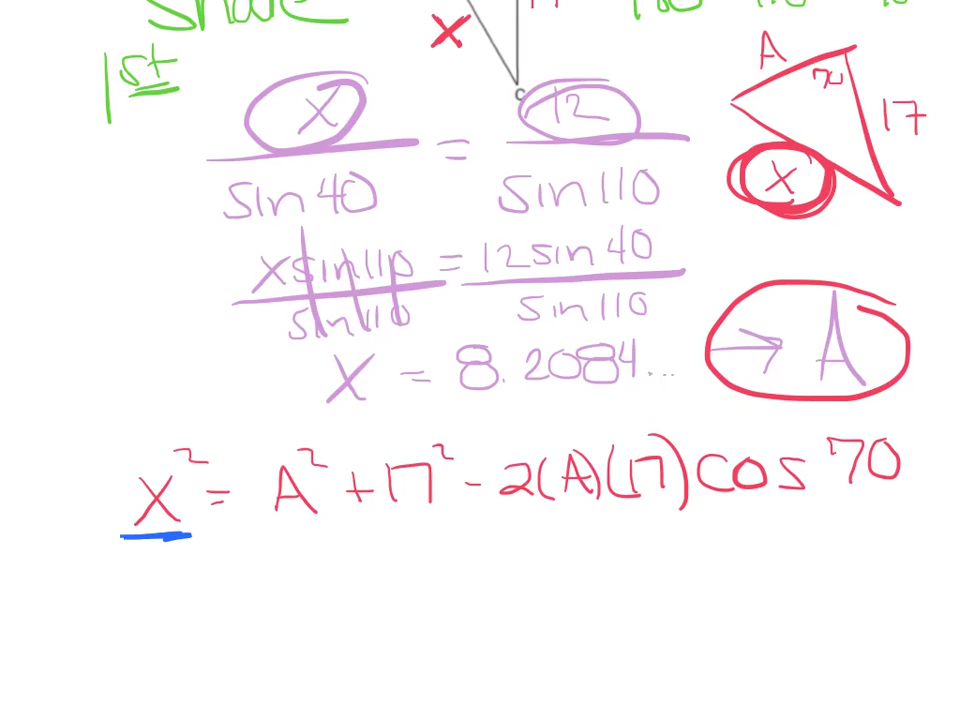 Share
X
1st
A
70
17
X
C
X / sin 40 = 12 / sin 110
x sin 110 / sin 110 = 12 sin 40 / sin 110
X = 8.2084...
→ A
X² = A² + 17² - 2(A)(17) cos 70